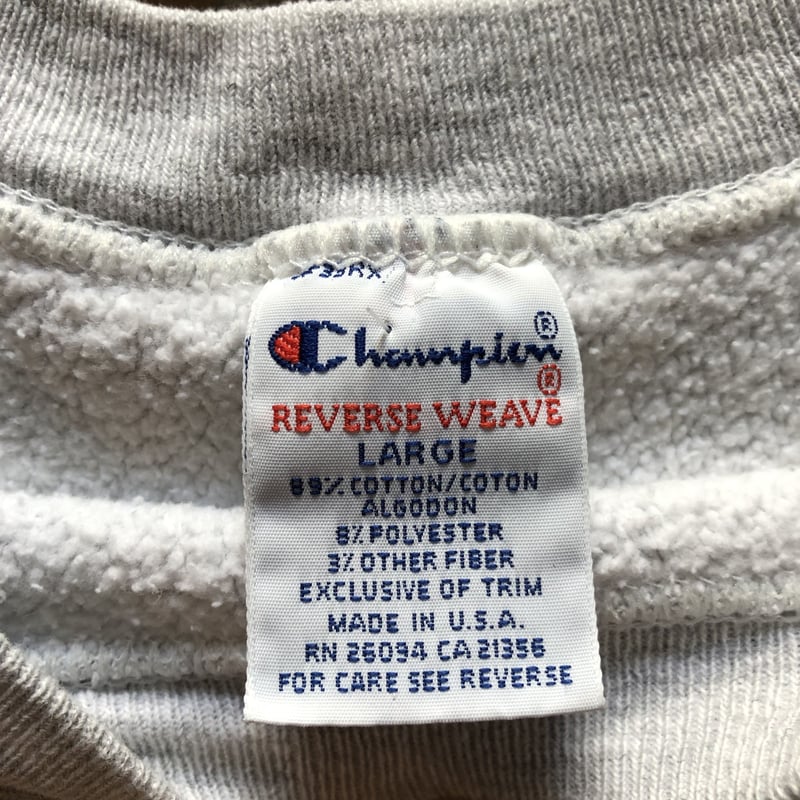 Champion®
®
REVERSE WEAVE
LARGE
89% COTTON/COTON
ALGODON
8% POLYESTER
3% OTHER FIBER
EXCLUSIVE OF TRIM
MADE IN U.S.A.
RN 26094 CA 21356
FOR CARE SEE REVERSE